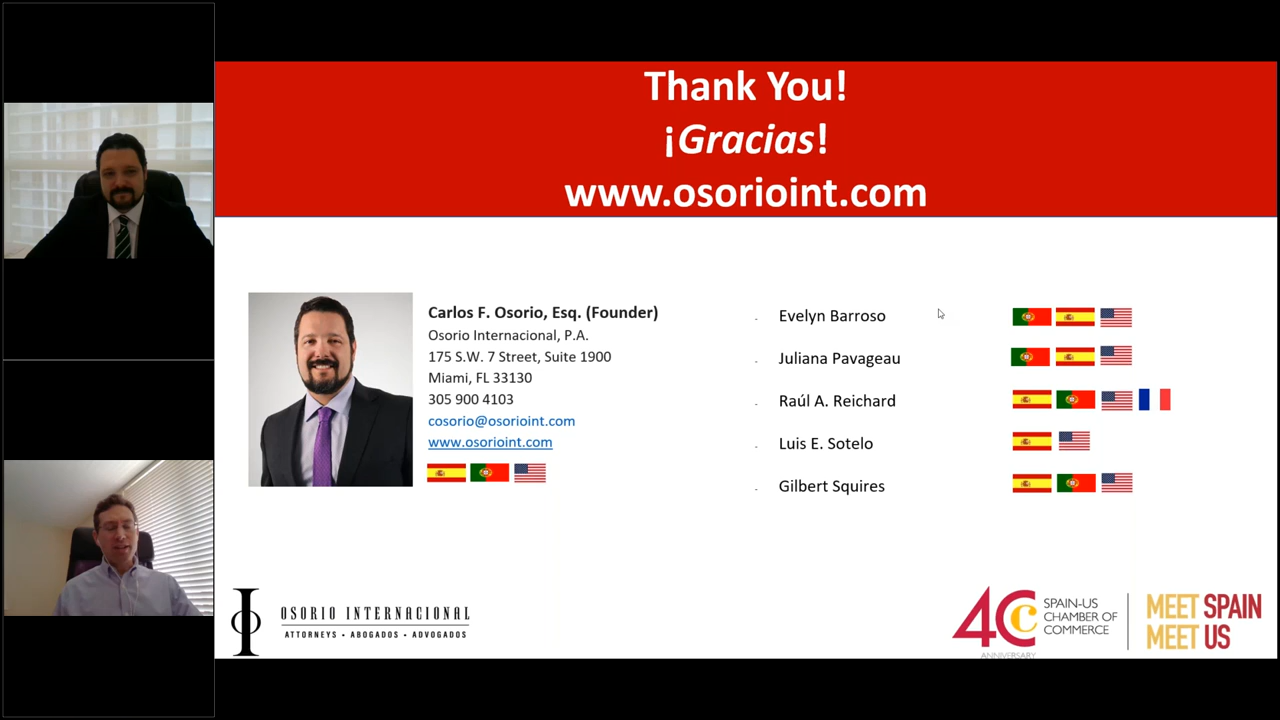 Thank You!
¡Gracias!
www.osorioint.com
Carlos F. Osorio, Esq. (Founder)
Osorio Internacional, P.A.
175 S.W. 7 Street, Suite 1900
Miami, FL 33130
305 900 4103
cosorio@osorioint.com
www.osorioint.com
- Evelyn Barroso
- Juliana Pavageau
- Raúl A. Reichard
- Luis E. Sotelo
- Gilbert Squires
OSORIO INTERNACIONAL
ATTORNEYS • ABOGADOS • ADVOGADOS
4Cc
SPAIN-US
CHAMBER OF
COMMERCE
ANNIVERSARY
MEET SPAIN
MEET US